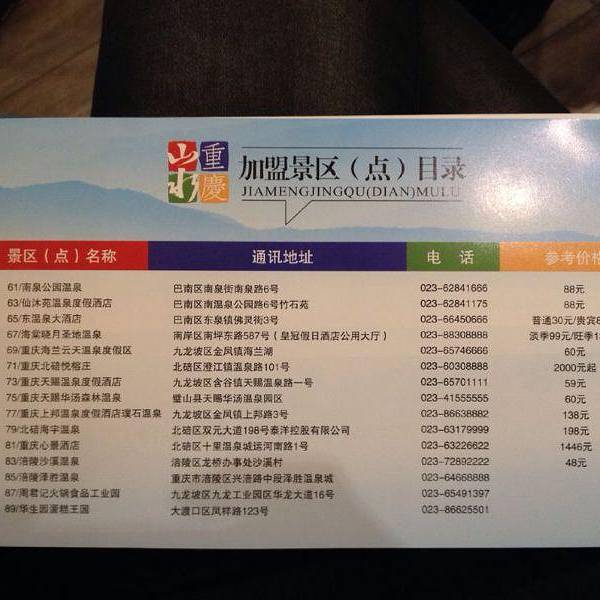 山水重慶
加盟景区（点）目录
JIAMENGJINGQU(DIAN)MULU
景区（点）名称 通讯地址 电话 参考价格
61/南泉公园温泉 巴南区南泉街南泉路6号 023-62841666 88元
63/仙沐苑温泉度假酒店 巴南区南温泉公园路6号竹石苑 023-62841175 88元
65/东温泉大酒店 巴南区东泉镇佛灵街3号 023-66450666 普通30元/贵宾
67/海棠晓月圣地温泉 南岸区南坪东路587号（皇冠假日酒店公用大厅） 023-88308888 淡季99元/旺季
69/重庆海兰云天温泉度假区 九龙坡区金凤镇海兰湖 023-65746666 60元
71/重庆北碚悦榕庄 北碚区澄江镇温泉路101号 023-60308888 2000元起
73/重庆天赐温泉度假酒店 九龙坡区含谷镇天赐温泉一路 023-65701111 59元
75/重庆天赐华汤森林温泉 璧山县天赐华汤温泉园区 023-41555555 60元
77/重庆上邦温泉度假酒店璞石温泉 九龙坡区金凤镇上邦路3号 023-86638882 138元
79/北碚海宇温泉 北碚区双元大道198号泰洋控股有限公司 023-63179999 198元
81/重庆心景酒店 北碚区十里温泉城运河南路1号 023-63226622 1446元
83/涪陵沙溪温泉 涪陵区龙桥办事处沙溪村 023-72892222 48元
85/涪陵泽胜温泉 重庆市涪陵区兴涪路中段泽胜温泉城 023-64668888
87/周君记火锅食品工业园 九龙坡区九龙工业园区华龙大道16号 023-65491397
89/华生园蛋糕王国 大渡口区凤祥路123号 023-86625501